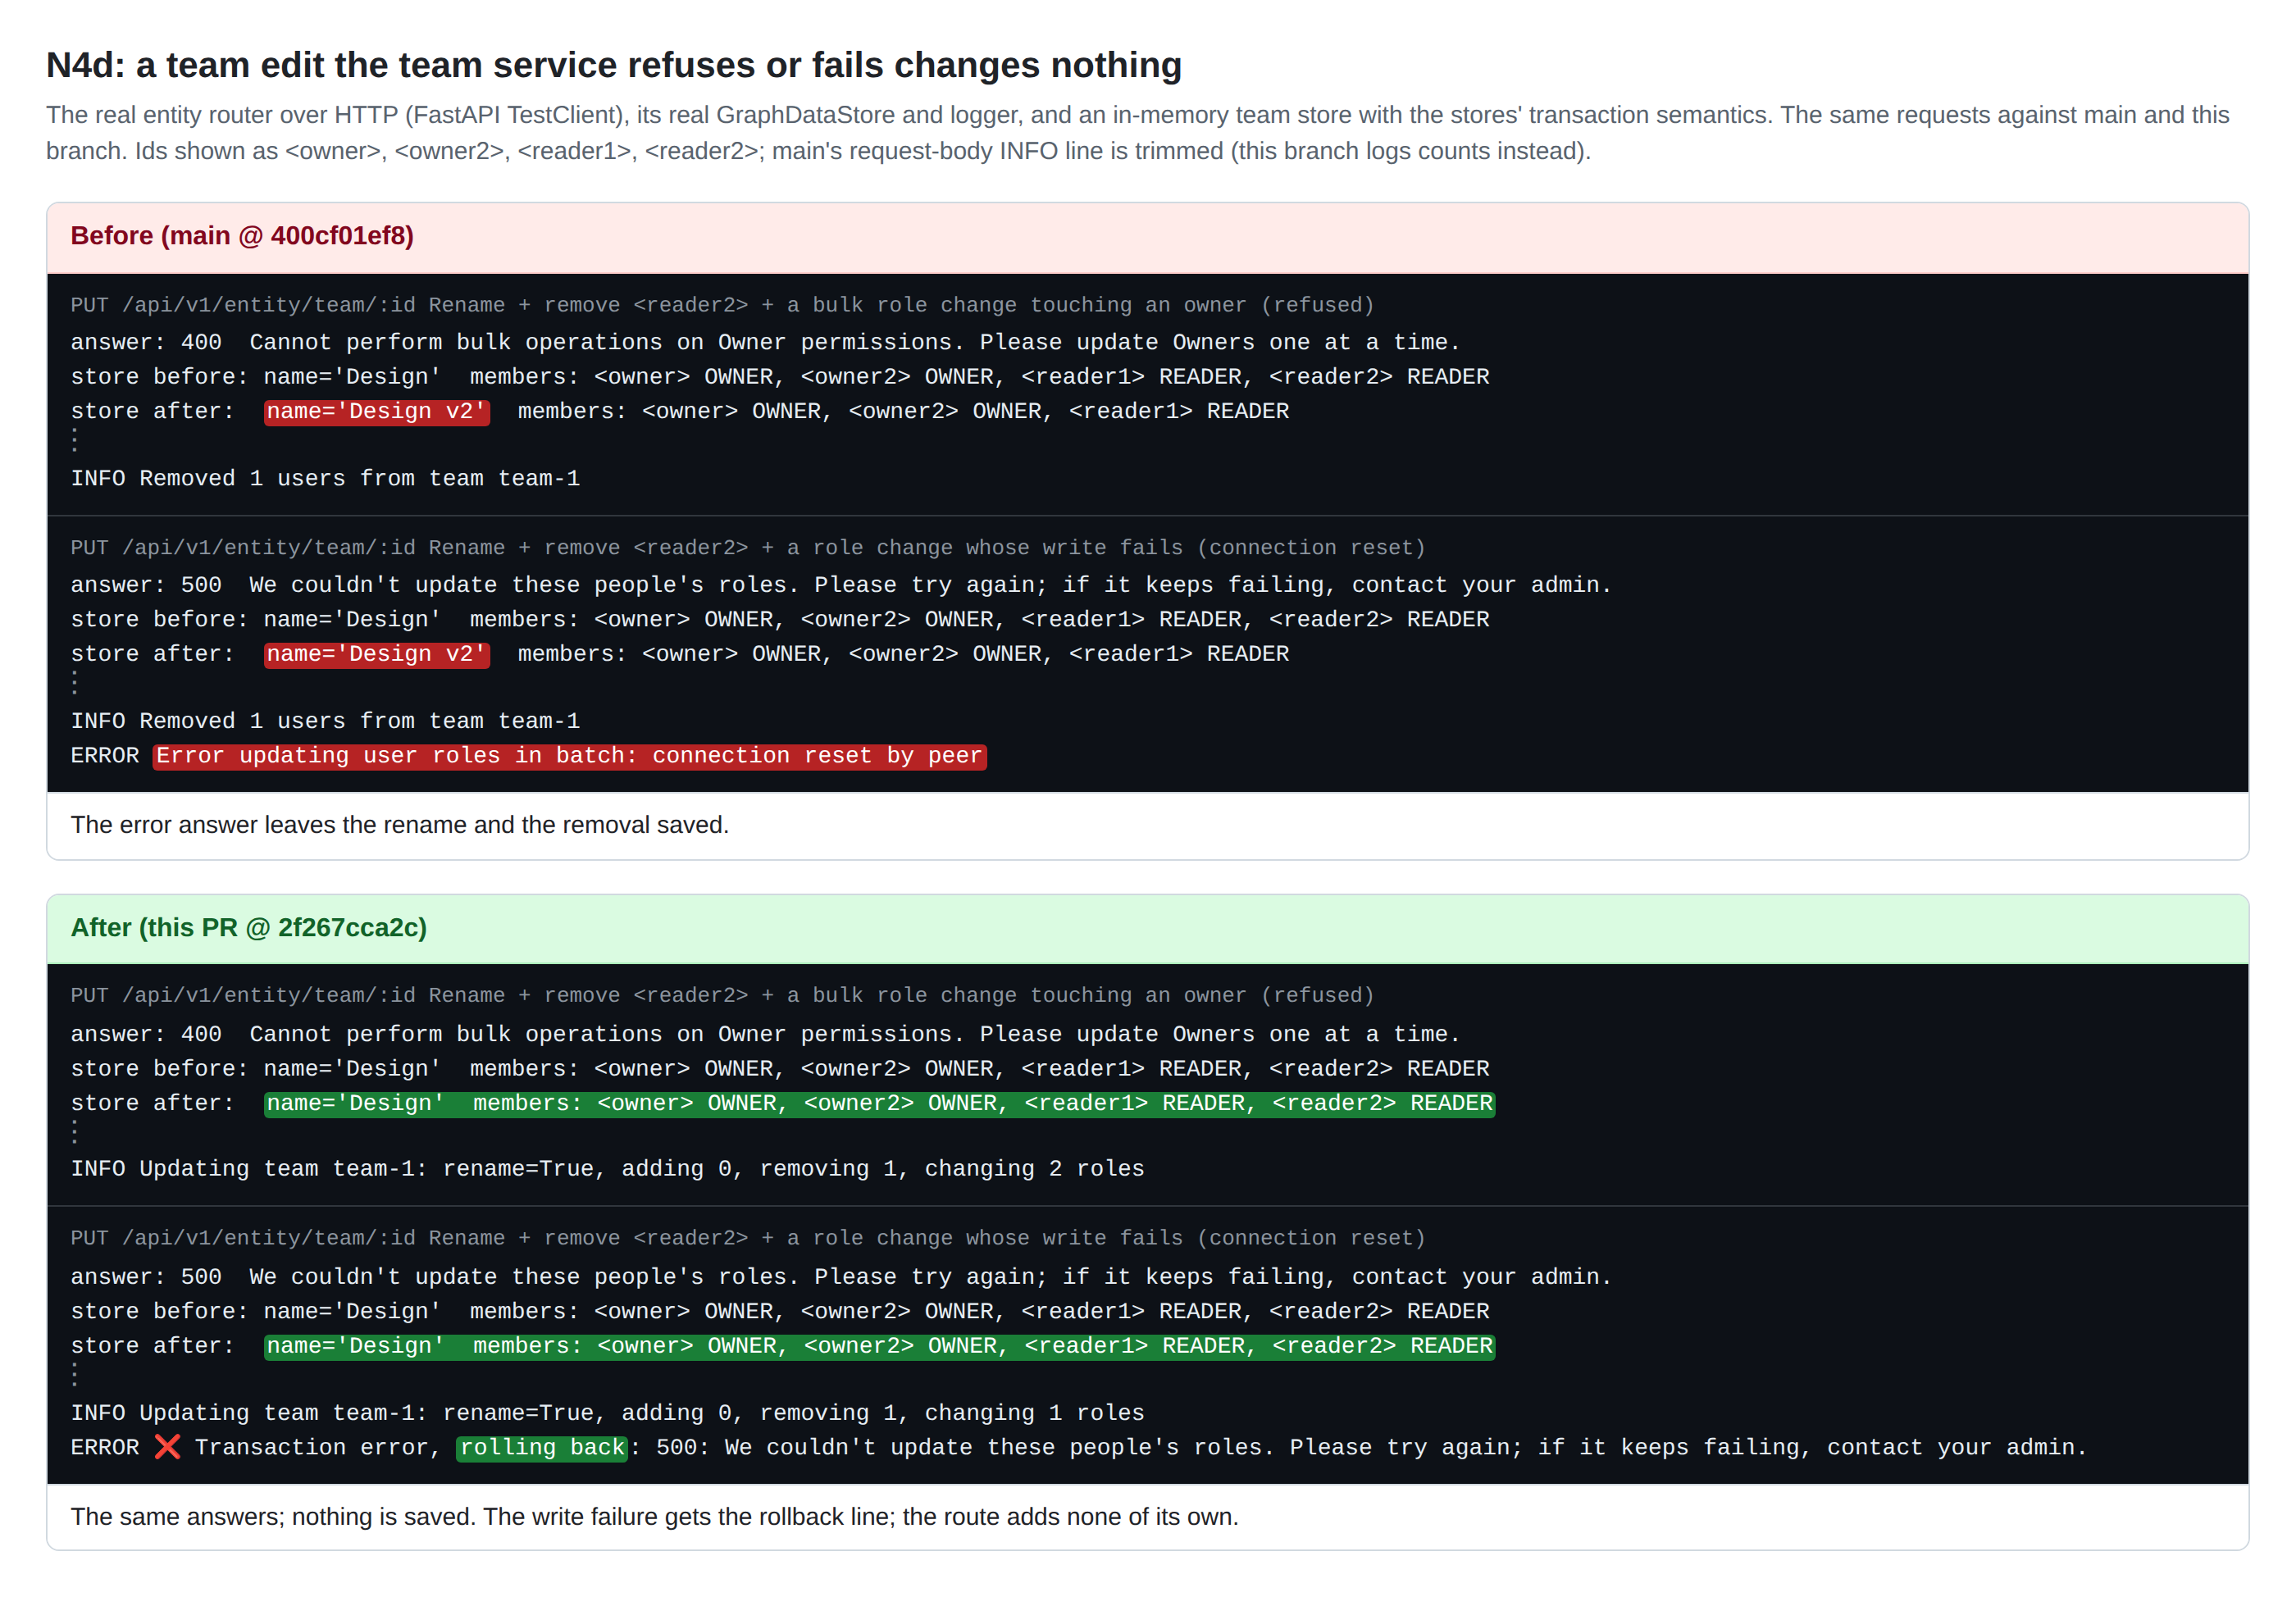 N4d: a team edit the team service refuses or fails changes nothing
The real entity router over HTTP (FastAPI TestClient), its real GraphDataStore and logger, and an in-memory team store with the stores' transaction semantics. The same requests against main and this
branch. Ids shown as <owner>, <owner2>, <reader1>, <reader2>; main's request-body INFO line is trimmed (this branch logs counts instead).
Before (main @ 400cf01ef8)
PUT /api/v1/entity/team/:id Rename + remove <reader2> + a bulk role change touching an owner (refused)
answer: 400  Cannot perform bulk operations on Owner permissions. Please update Owners one at a time.
store before: name='Design'  members: <owner> OWNER, <owner2> OWNER, <reader1> READER, <reader2> READER
store after:  name='Design v2'  members: <owner> OWNER, <owner2> OWNER, <reader1> READER
⋮
INFO Removed 1 users from team team-1
PUT /api/v1/entity/team/:id Rename + remove <reader2> + a role change whose write fails (connection reset)
answer: 500  We couldn't update these people's roles. Please try again; if it keeps failing, contact your admin.
store before: name='Design'  members: <owner> OWNER, <owner2> OWNER, <reader1> READER, <reader2> READER
store after:  name='Design v2'  members: <owner> OWNER, <owner2> OWNER, <reader1> READER
⋮
INFO Removed 1 users from team team-1
ERROR Error updating user roles in batch: connection reset by peer
The error answer leaves the rename and the removal saved.
After (this PR @ 2f267cca2c)
PUT /api/v1/entity/team/:id Rename + remove <reader2> + a bulk role change touching an owner (refused)
answer: 400  Cannot perform bulk operations on Owner permissions. Please update Owners one at a time.
store before: name='Design'  members: <owner> OWNER, <owner2> OWNER, <reader1> READER, <reader2> READER
store after:  name='Design'  members: <owner> OWNER, <owner2> OWNER, <reader1> READER, <reader2> READER
⋮
INFO Updating team team-1: rename=True, adding 0, removing 1, changing 2 roles
PUT /api/v1/entity/team/:id Rename + remove <reader2> + a role change whose write fails (connection reset)
answer: 500  We couldn't update these people's roles. Please try again; if it keeps failing, contact your admin.
store before: name='Design'  members: <owner> OWNER, <owner2> OWNER, <reader1> READER, <reader2> READER
store after:  name='Design'  members: <owner> OWNER, <owner2> OWNER, <reader1> READER, <reader2> READER
⋮
INFO Updating team team-1: rename=True, adding 0, removing 1, changing 1 roles
ERROR ❌ Transaction error, rolling back: 500: We couldn't update these people's roles. Please try again; if it keeps failing, contact your admin.
The same answers; nothing is saved. The write failure gets the rollback line; the route adds none of its own.